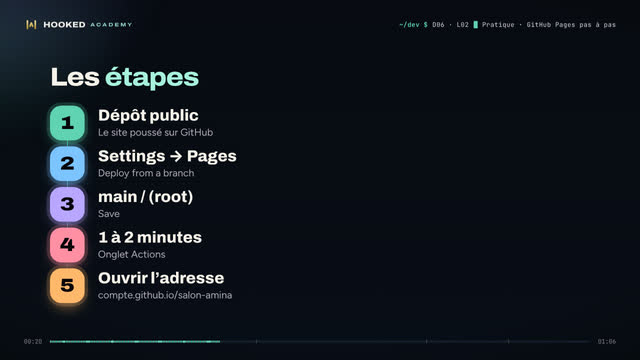 HOOKED ACADEMY
~/dev $ D06 · L02 Pratique · GitHub Pages pas à pas
Les étapes
1
Dépôt public
Le site poussé sur GitHub
2
Settings → Pages
Deploy from a branch
3
main / (root)
Save
4
1 à 2 minutes
Onglet Actions
5
Ouvrir l’adresse
compte.github.io/salon-amina
00:20
01:06